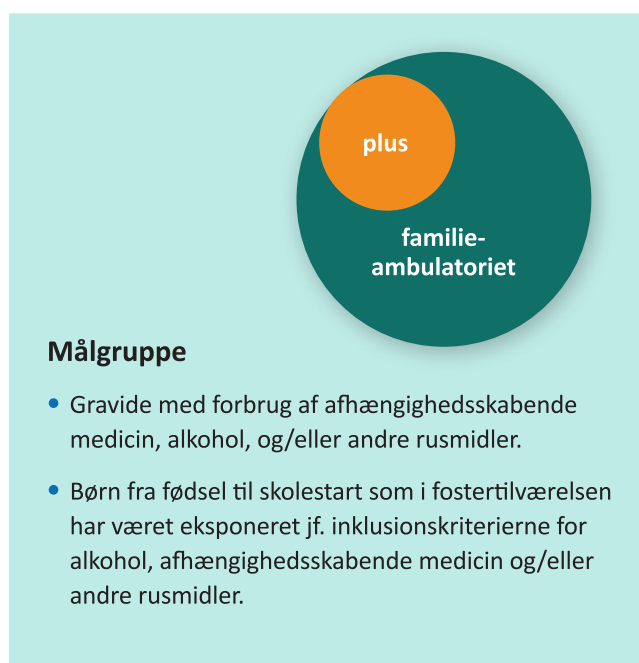 plus
familie-
ambulatoriet
Målgruppe
• Gravide med forbrug af afhængighedsskabende
medicin, alkohol, og/eller andre rusmidler.
• Børn fra fødsel til skolestart som i fostertilværelsen
har været eksponeret jf. inklusionskriterierne for
alkohol, afhængighedsskabende medicin og/eller
andre rusmidler.